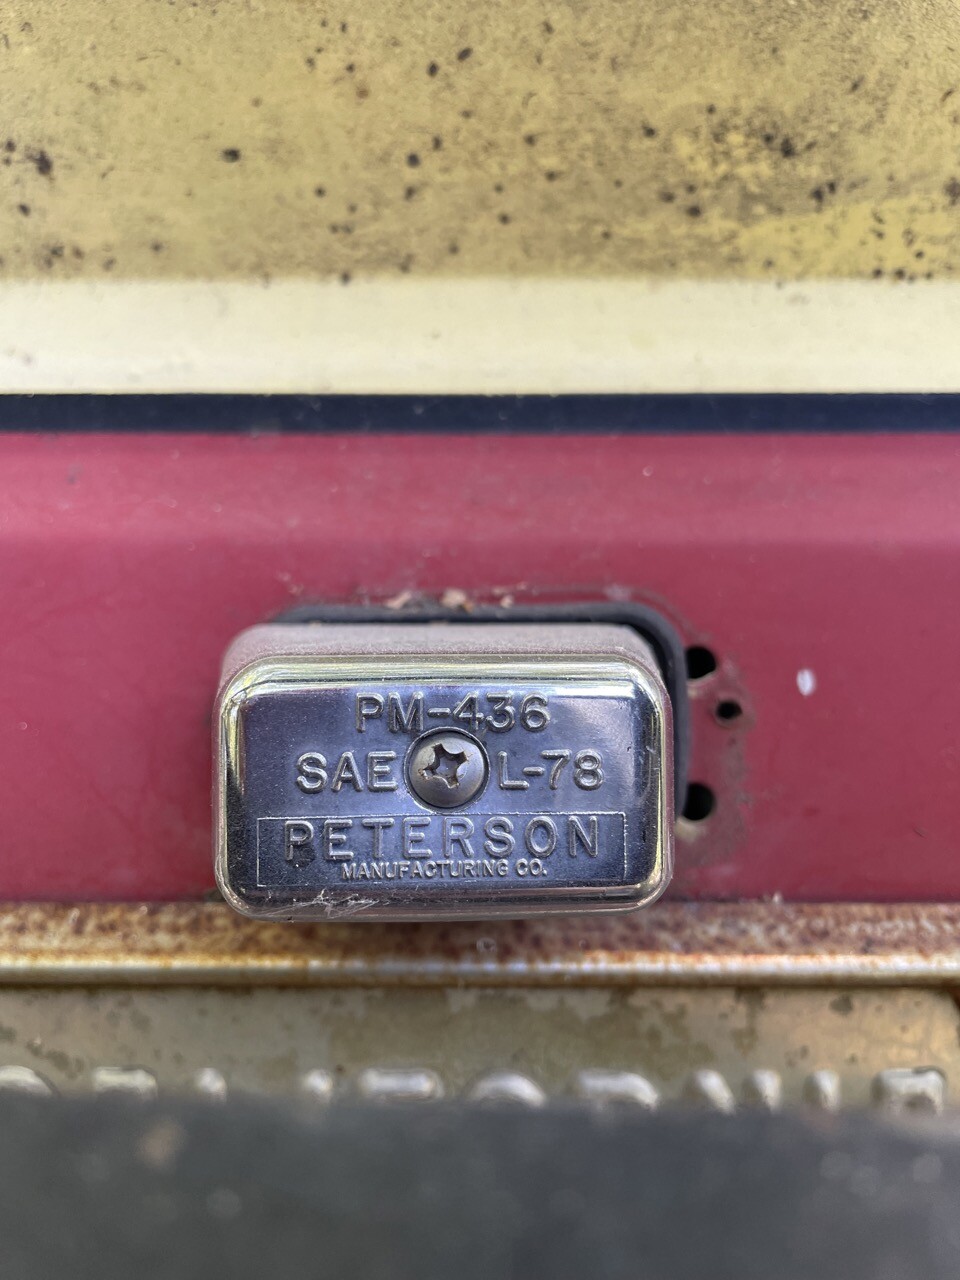 PM-436
SAE L-78
PETERSON
MANUFACTURING CO.